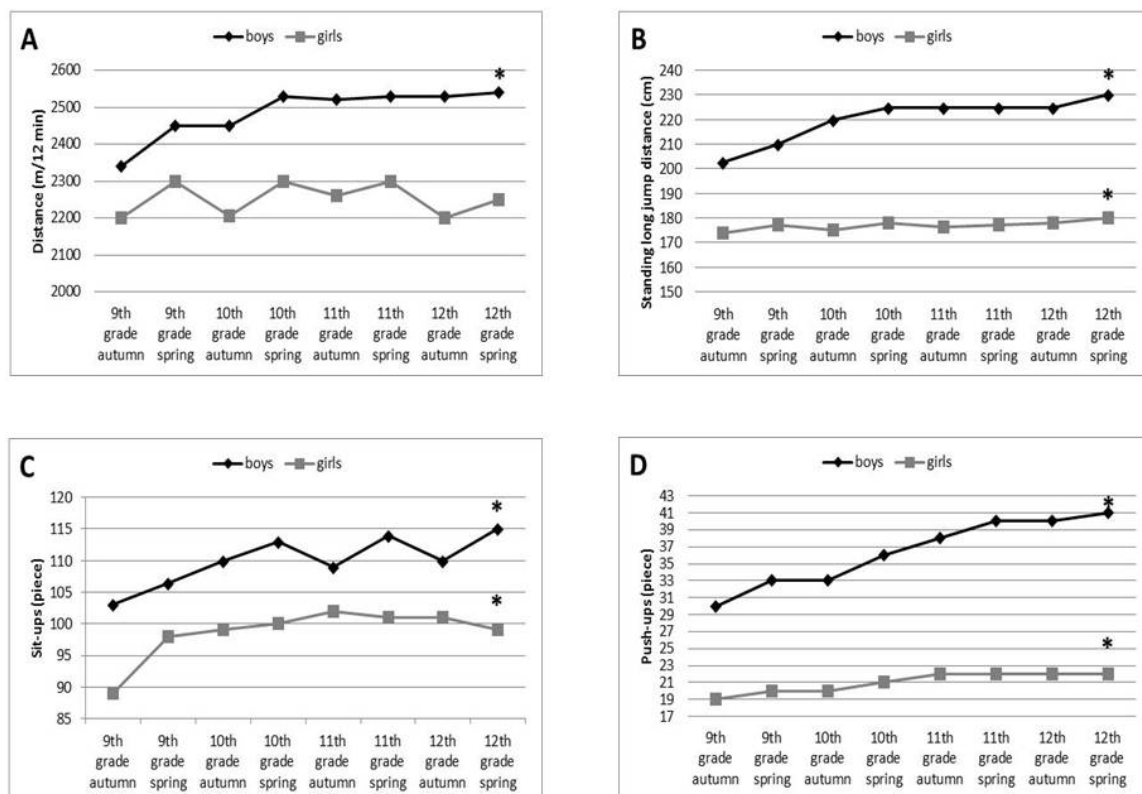 A
boys girls
*
2600
2500
2400
2300
2200
2100
2000
Distance (m/12 min)
9th grade autumn
9th grade spring
10th grade autumn
10th grade spring
11th grade autumn
11th grade spring
12th grade autumn
12th grade spring
B
boys girls
*
*
240
230
220
210
200
190
180
170
160
150
Standing long jump distance (cm)
9th grade autumn
9th grade spring
10th grade autumn
10th grade spring
11th grade autumn
11th grade spring
12th grade autumn
12th grade spring
C
boys girls
*
*
120
115
110
105
100
95
90
85
Sit-ups (piece)
9th grade autumn
9th grade spring
10th grade autumn
10th grade spring
11th grade autumn
11th grade spring
12th grade autumn
12th grade spring
D
boys girls
*
*
43
41
39
37
35
33
31
29
27
25
23
21
19
17
Push-ups (piece)
9th grade autumn
9th grade spring
10th grade autumn
10th grade spring
11th grade autumn
11th grade spring
12th grade autumn
12th grade spring